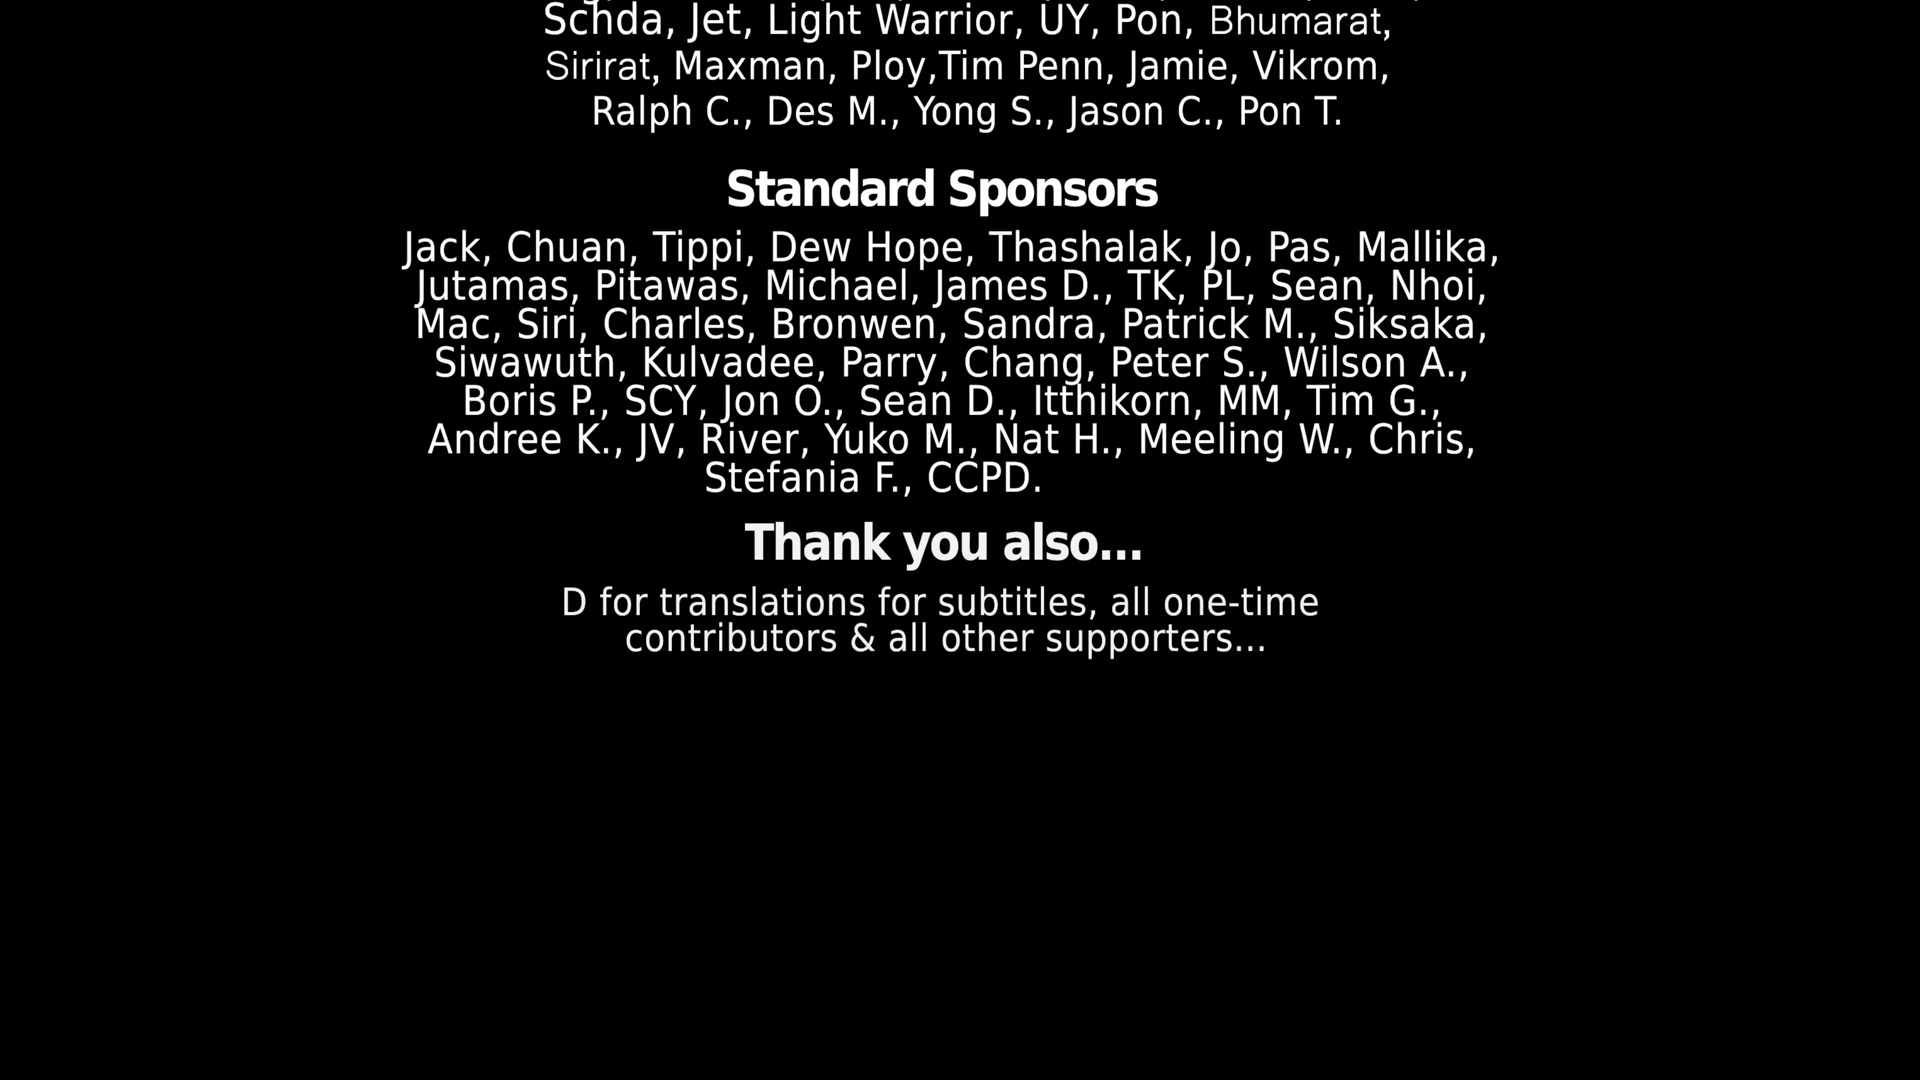 Schda, Jet, Light Warrior, UY, Pon, Bhumarat,
Sirirat, Maxman, Ploy,Tim Penn, Jamie, Vikrom,
Ralph C., Des M., Yong S., Jason C., Pon T.
Standard Sponsors
Jack, Chuan, Tippi, Dew Hope, Thashalak, Jo, Pas, Mallika,
Jutamas, Pitawas, Michael, James D., TK, PL, Sean, Nhoi,
Mac, Siri, Charles, Bronwen, Sandra, Patrick M., Siksaka,
Siwawuth, Kulvadee, Parry, Chang, Peter S., Wilson A.,
Boris P., SCY, Jon O., Sean D., Itthikorn, MM, Tim G.,
Andree K., JV, River, Yuko M., Nat H., Meeling W., Chris,
Stefania F., CCPD.
Thank you also...
D for translations for subtitles, all one-time
contributors & all other supporters...